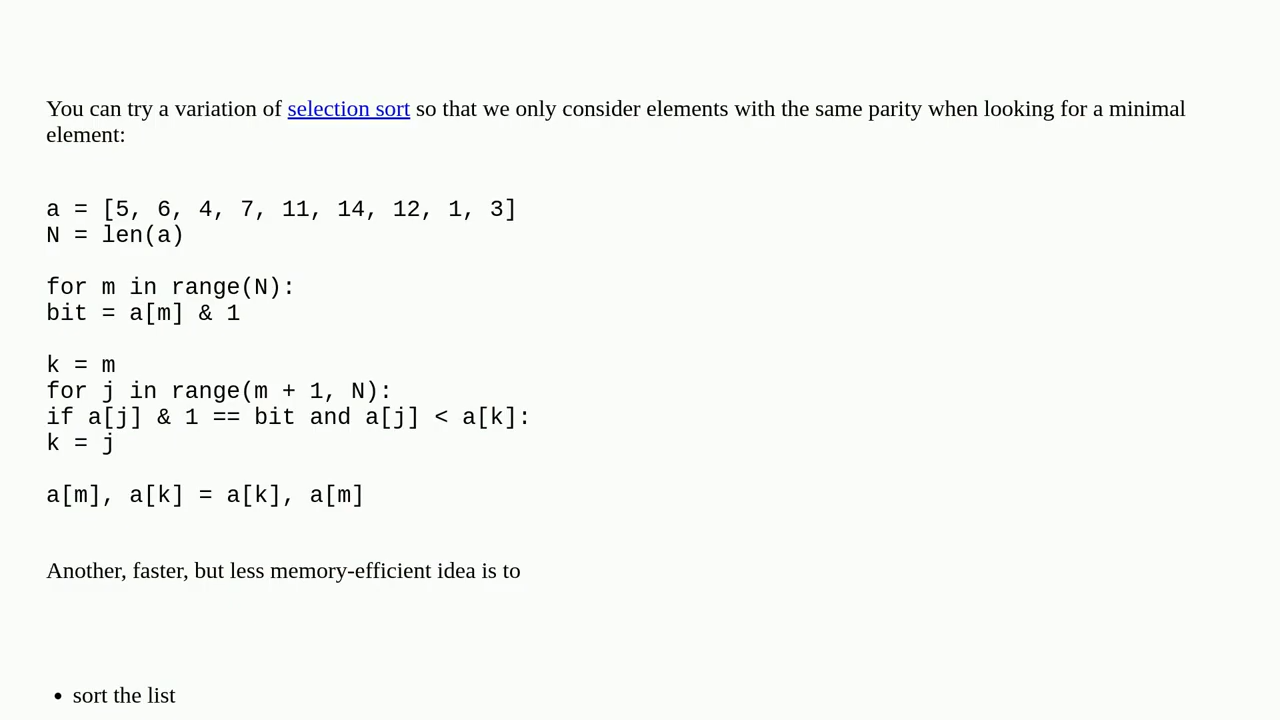 You can try a variation of selection sort so that we only consider elements with the same parity when looking for a minimal
element:
a = [5, 6, 4, 7, 11, 14, 12, 1, 3]
N = len(a)
for m in range(N):
bit = a[m] & 1
k = m
for j in range(m + 1, N):
if a[j] & 1 == bit and a[j] < a[k]:
k = j
a[m], a[k] = a[k], a[m]
Another, faster, but less memory-efficient idea is to
• sort the list